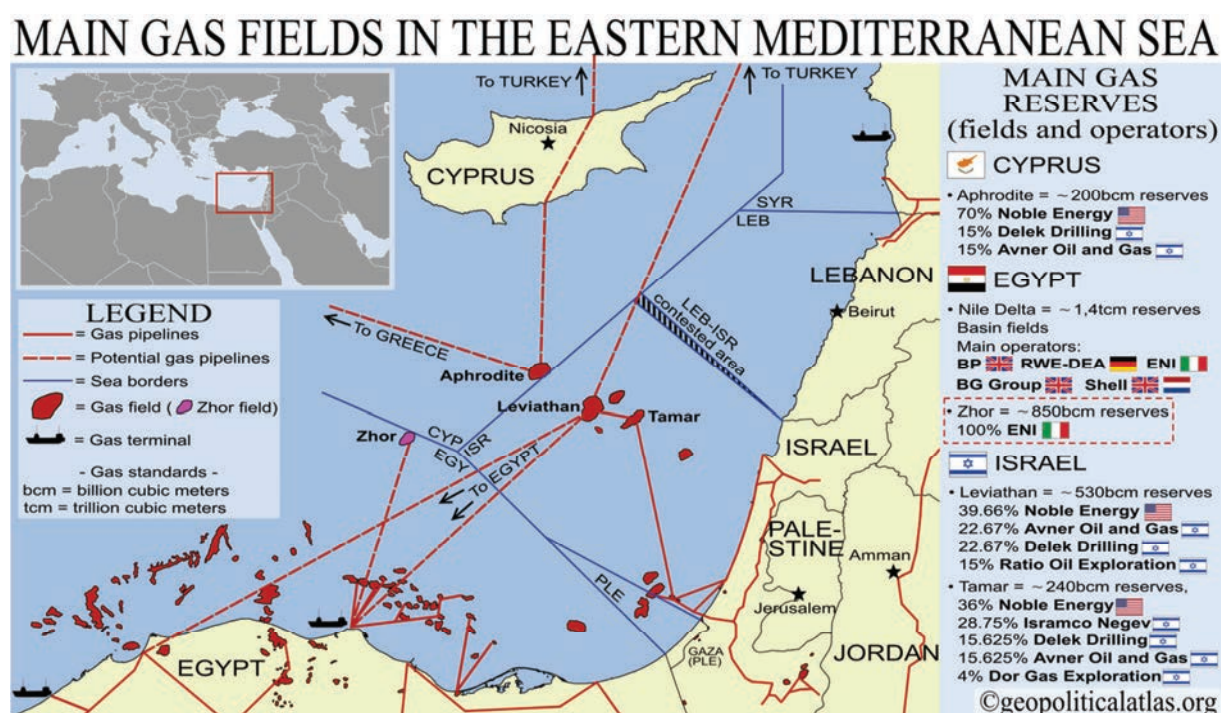 MAIN GAS FIELDS IN THE EASTERN MEDITERRANEAN SEA
To TURKEY
To TURKEY
Nicosia
CYPRUS
SYR
LEB
LEBANON
Beirut
LEB-ISR
contested area
To GREECE
Aphrodite
Leviathan
Tamar
Zhor
CYP
ISR
EGY
To EGYPT
ISRAEL
PALE-
STINE
Amman
Jerusalem
PLE
GAZA
(PLE)
EGYPT
JORDAN
LEGEND
= Gas pipelines
= Potential gas pipelines
= Sea borders
= Gas field ( Zhor field)
= Gas terminal
- Gas standards -
bcm = billion cubic meters
tcm = trillion cubic meters
MAIN GAS
RESERVES
(fields and operators)
CYPRUS
• Aphrodite = ~200bcm reserves
70% Noble Energy
15% Delek Drilling
15% Avner Oil and Gas
EGYPT
• Nile Delta = ~1,4tcm reserves
Basin fields
Main operators:
BP RWE-DEA ENI
BG Group Shell
• Zhor = ~850bcm reserves
100% ENI
ISRAEL
• Leviathan = ~530bcm reserves
39.66% Noble Energy
22.67% Avner Oil and Gas
22.67% Delek Drilling
15% Ratio Oil Exploration
• Tamar = ~240bcm reserves,
36% Noble Energy
28.75% Isramco Negev
15.625% Delek Drilling
15.625% Avner Oil and Gas
4% Dor Gas Exploration
©geopoliticalatlas.org